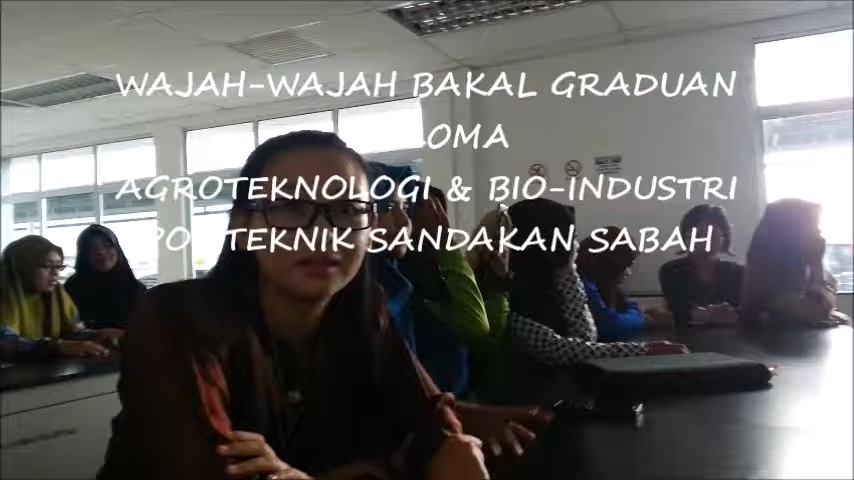 WAJAH-WAJAH BAKAL GRADUAN
AGROTEKNOLOGI & BIO-INDUSTRI
SANDAKAN, SABAH